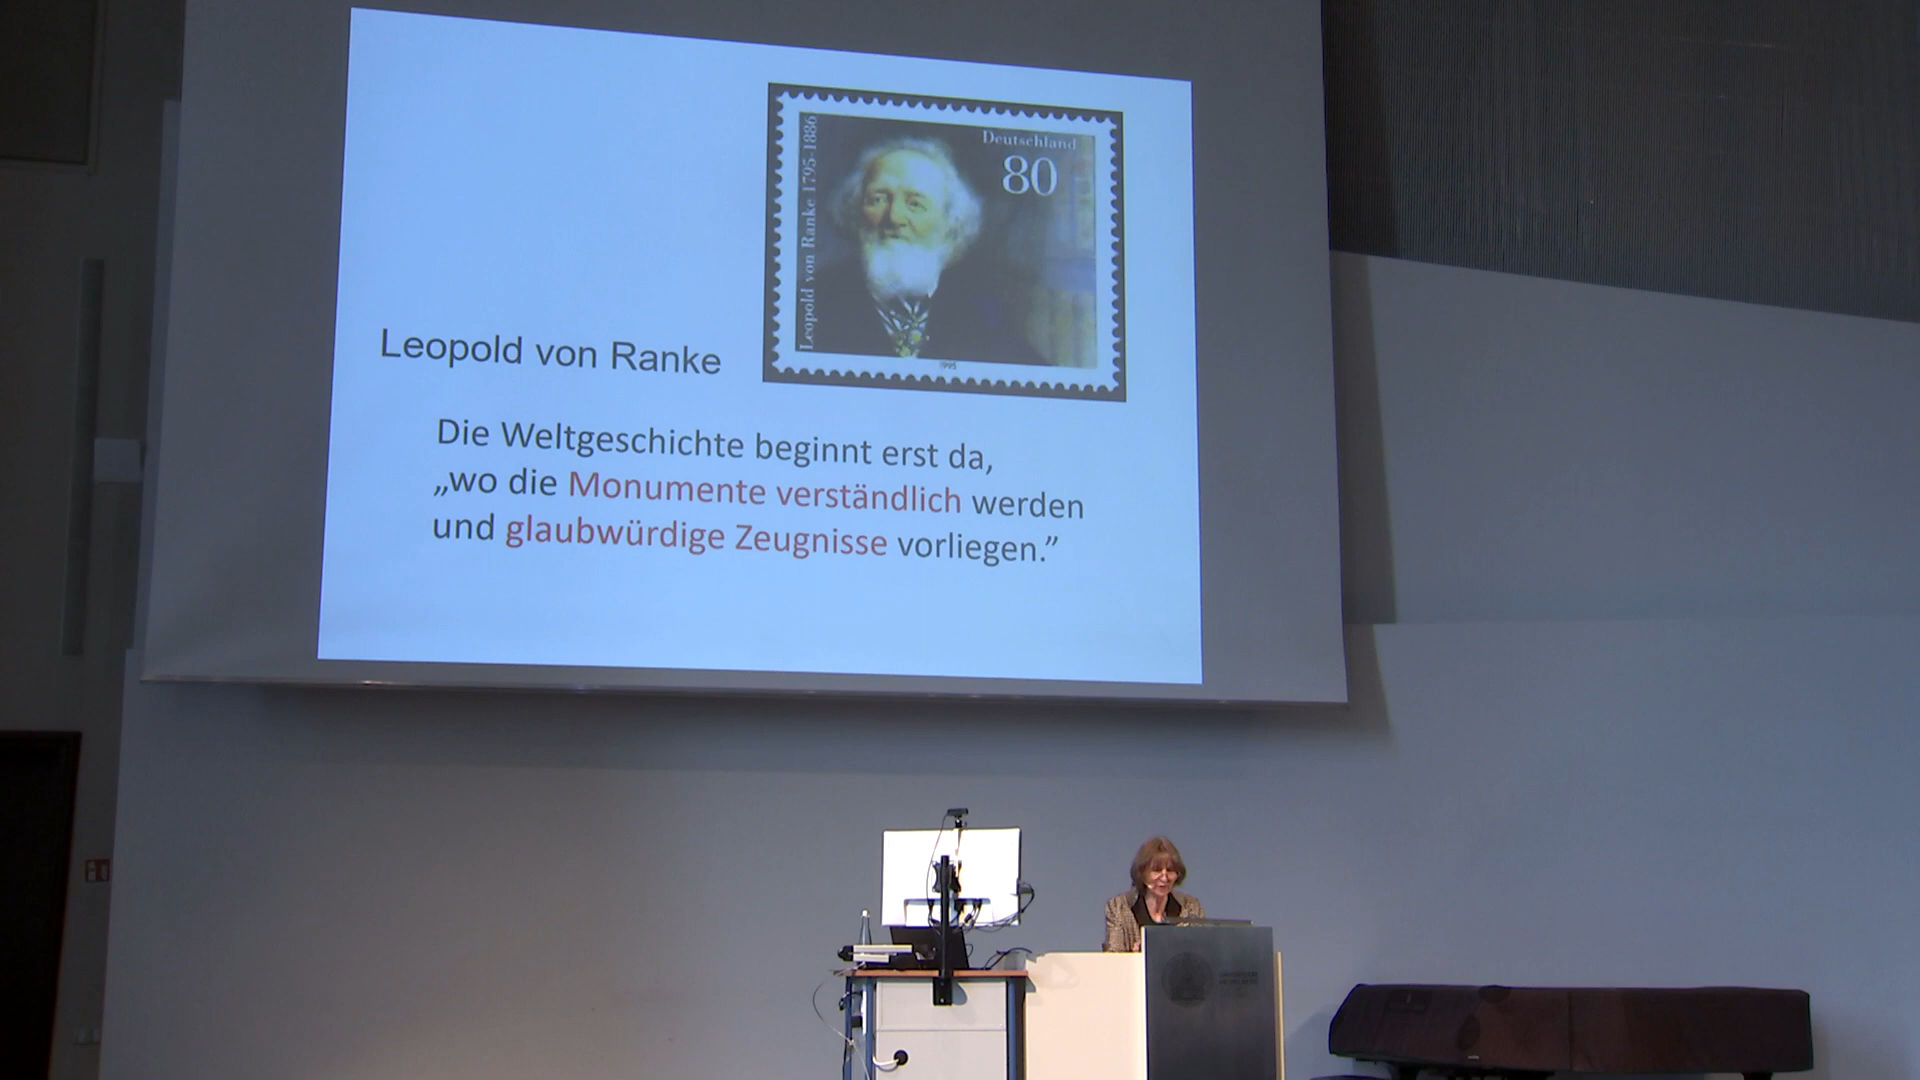 Deutschland
80
Leopold von Ranke 1795-1886
1995
Leopold von Ranke
Die Weltgeschichte beginnt erst da,
„wo die Monumente verständlich werden
und glaubwürdige Zeugnisse vorliegen.”